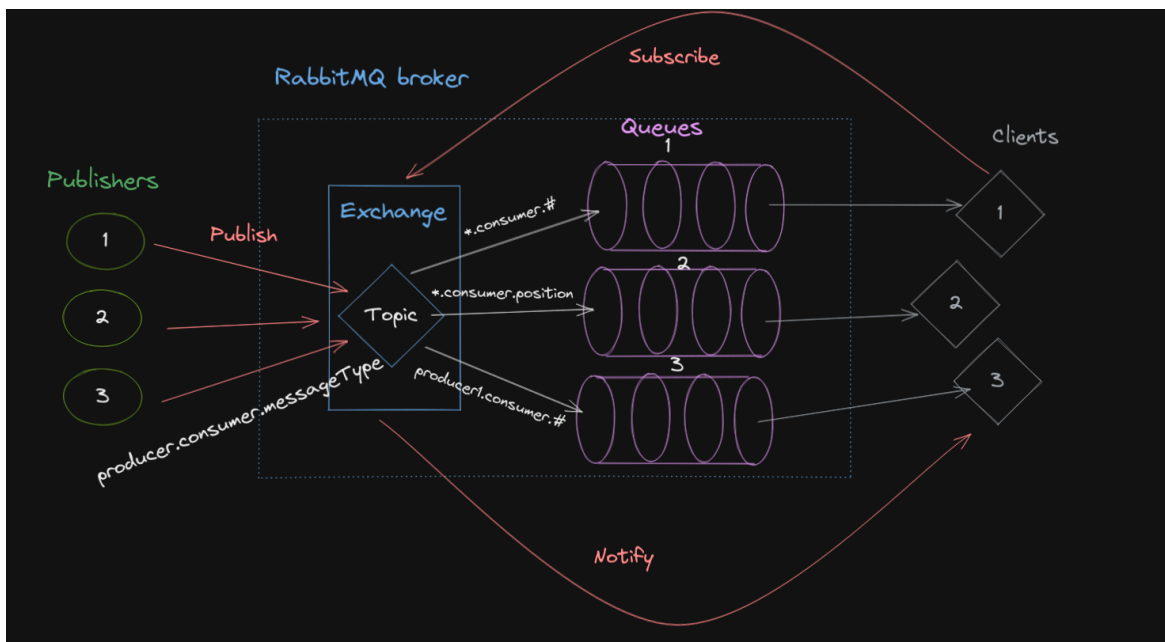 Subscribe
RabbitMQ broker
Queues
Clients
1
Publishers
Exchange
*.consumer.#
1
1
Publish
2
*.consumer.position
2
Topic
2
3
producer1.consumer.#
3
3
producer.consumer.messageType
Notify